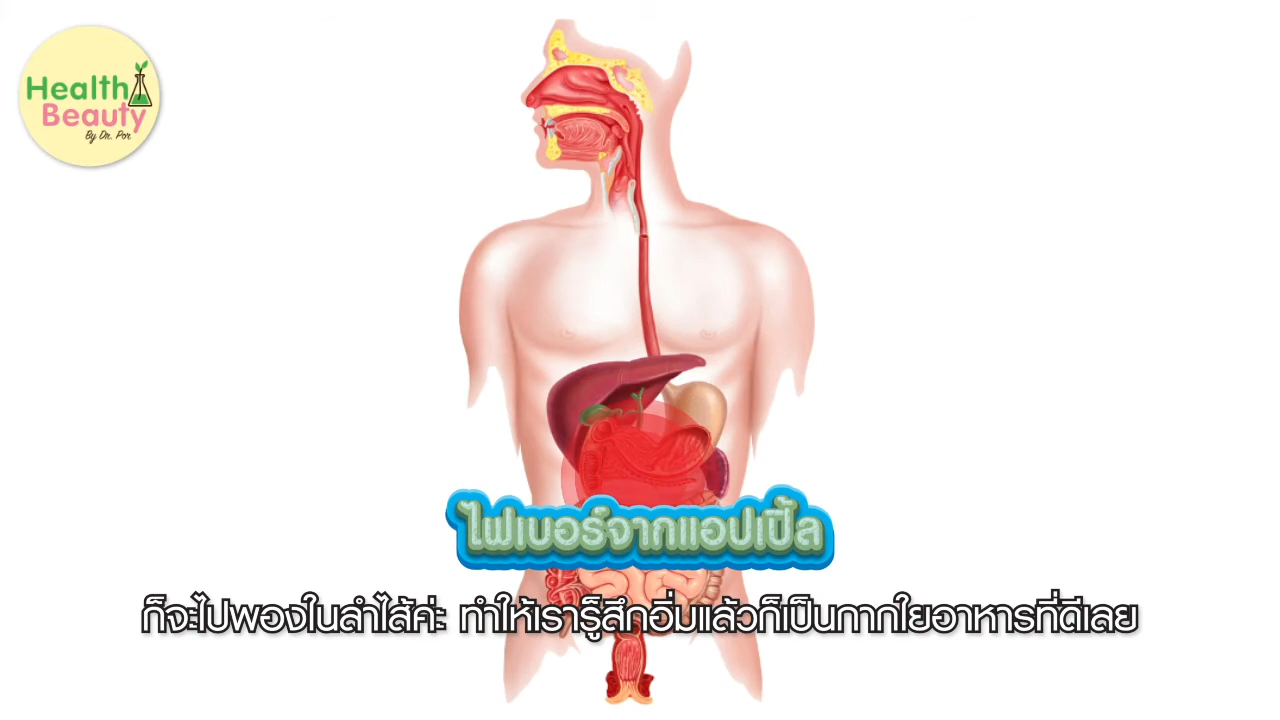 Health
Beauty
By Dr. Por
ไฟเบอร์จากแอปเปิ้ล
ก็จะไปพองในลำไส้ค่ะ ทำให้เรารู้สึกอิ่มแล้วก็เป็นกากใยอาหารที่ดีเลย